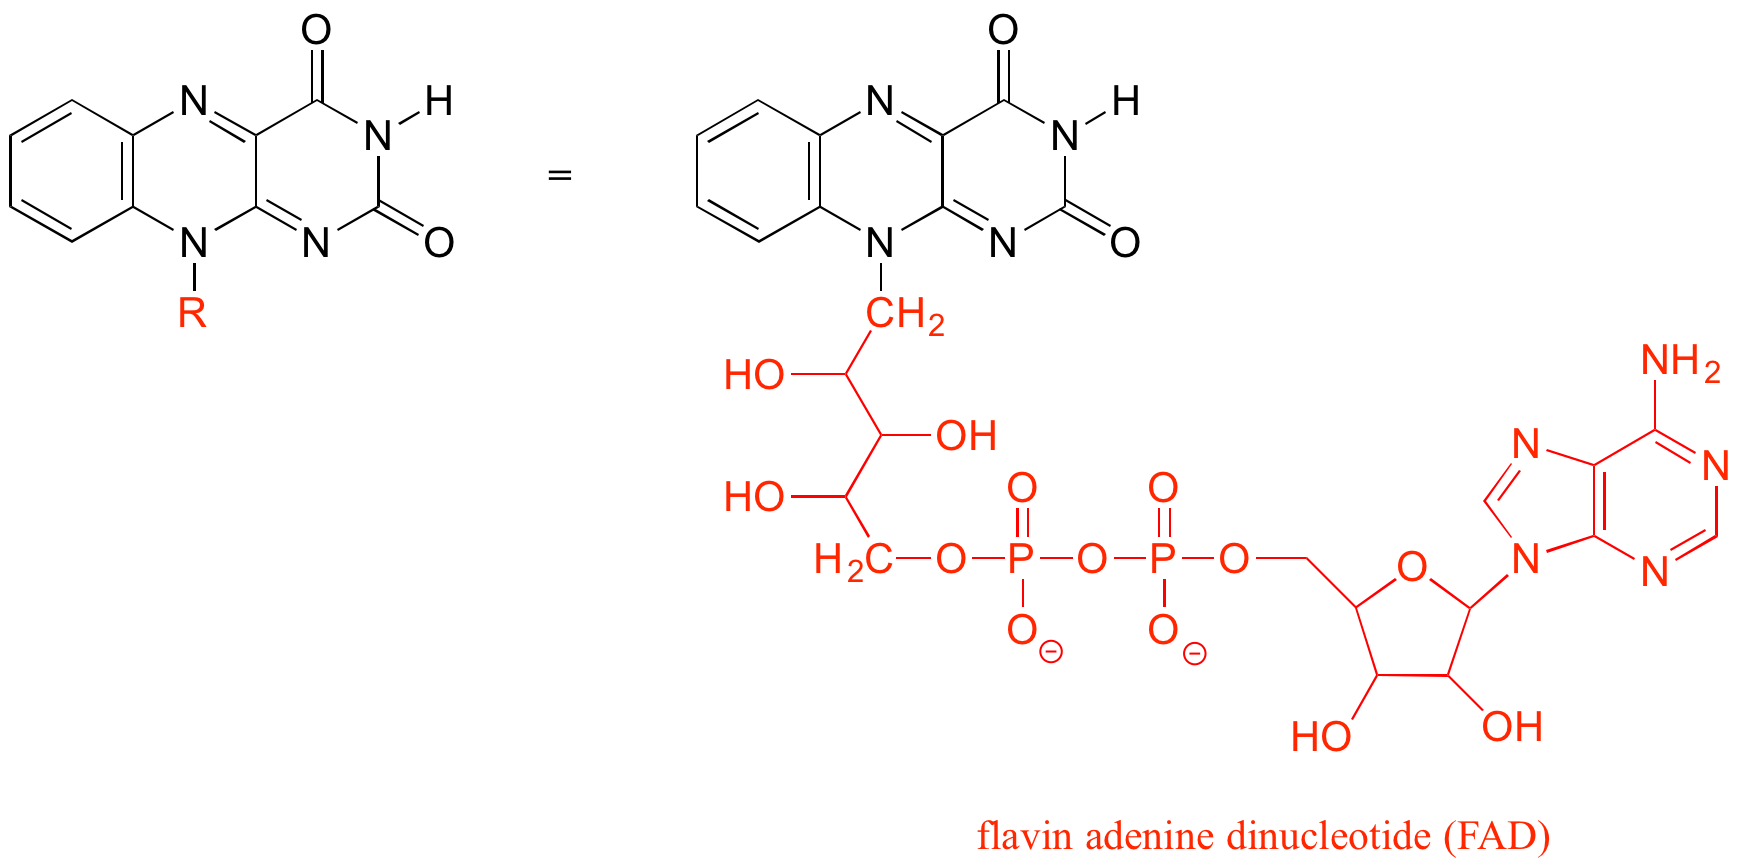 O O
N N H N N H
=
N N O N N O
R CH2
HO NH2
OH N N
HO O O
H2C O P O P O O N N
O⊖ O⊖
HO OH
flavin adenine dinucleotide (FAD)